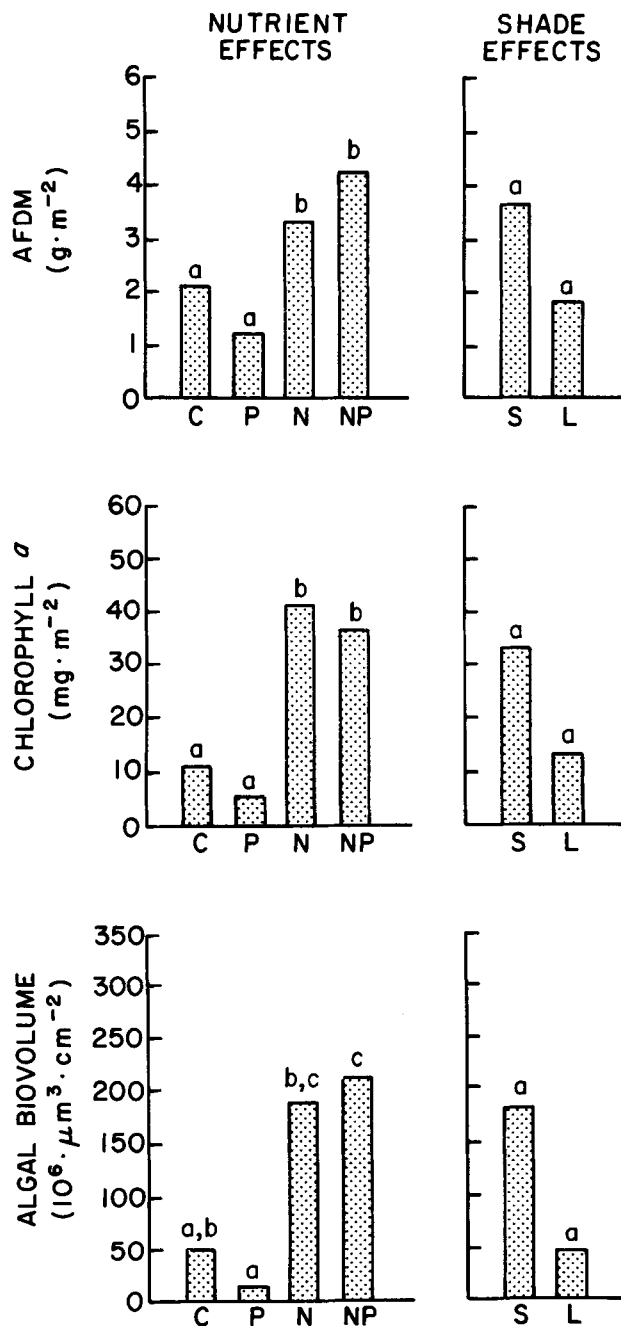 NUTRIENT EFFECTS
SHADE EFFECTS
AFDM
(g·m⁻²)
6
5
4
3
2
1
0
a
a
b
b
C P N NP
a
a
S L
CHLOROPHYLL a
(mg·m⁻²)
60
50
40
30
20
10
0
a
a
b
b
C P N NP
a
a
S L
ALGAL BIOVOLUME
(10⁶·μm³·cm⁻²)
350
300
250
200
150
100
50
0
a,b
a
b,c
c
C P N NP
a
a
S L